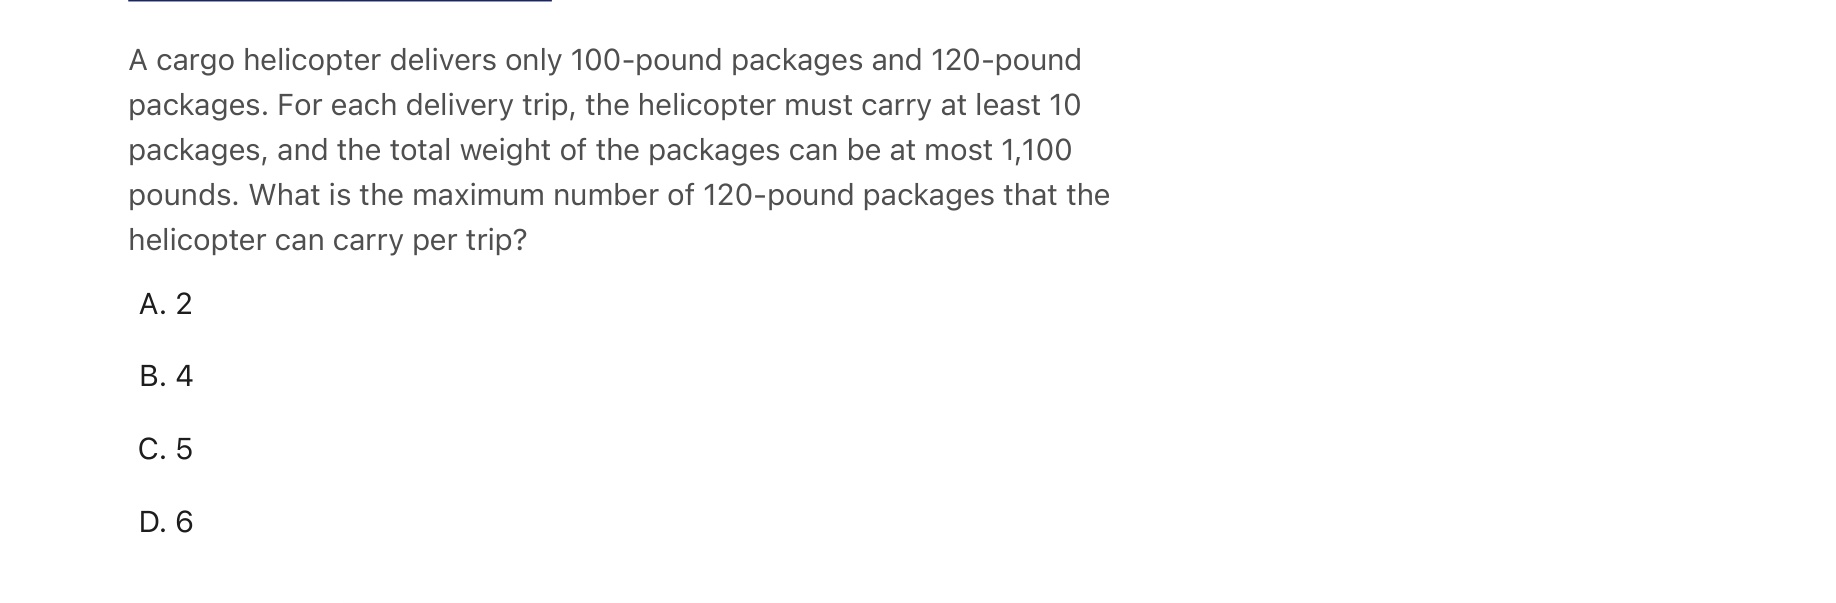 A cargo helicopter delivers only 100-pound packages and 120-pound
packages. For each delivery trip, the helicopter must carry at least 10
packages, and the total weight of the packages can be at most 1,100
pounds. What is the maximum number of 120-pound packages that the
helicopter can carry per trip?
A. 2
B. 4
C. 5
D. 6